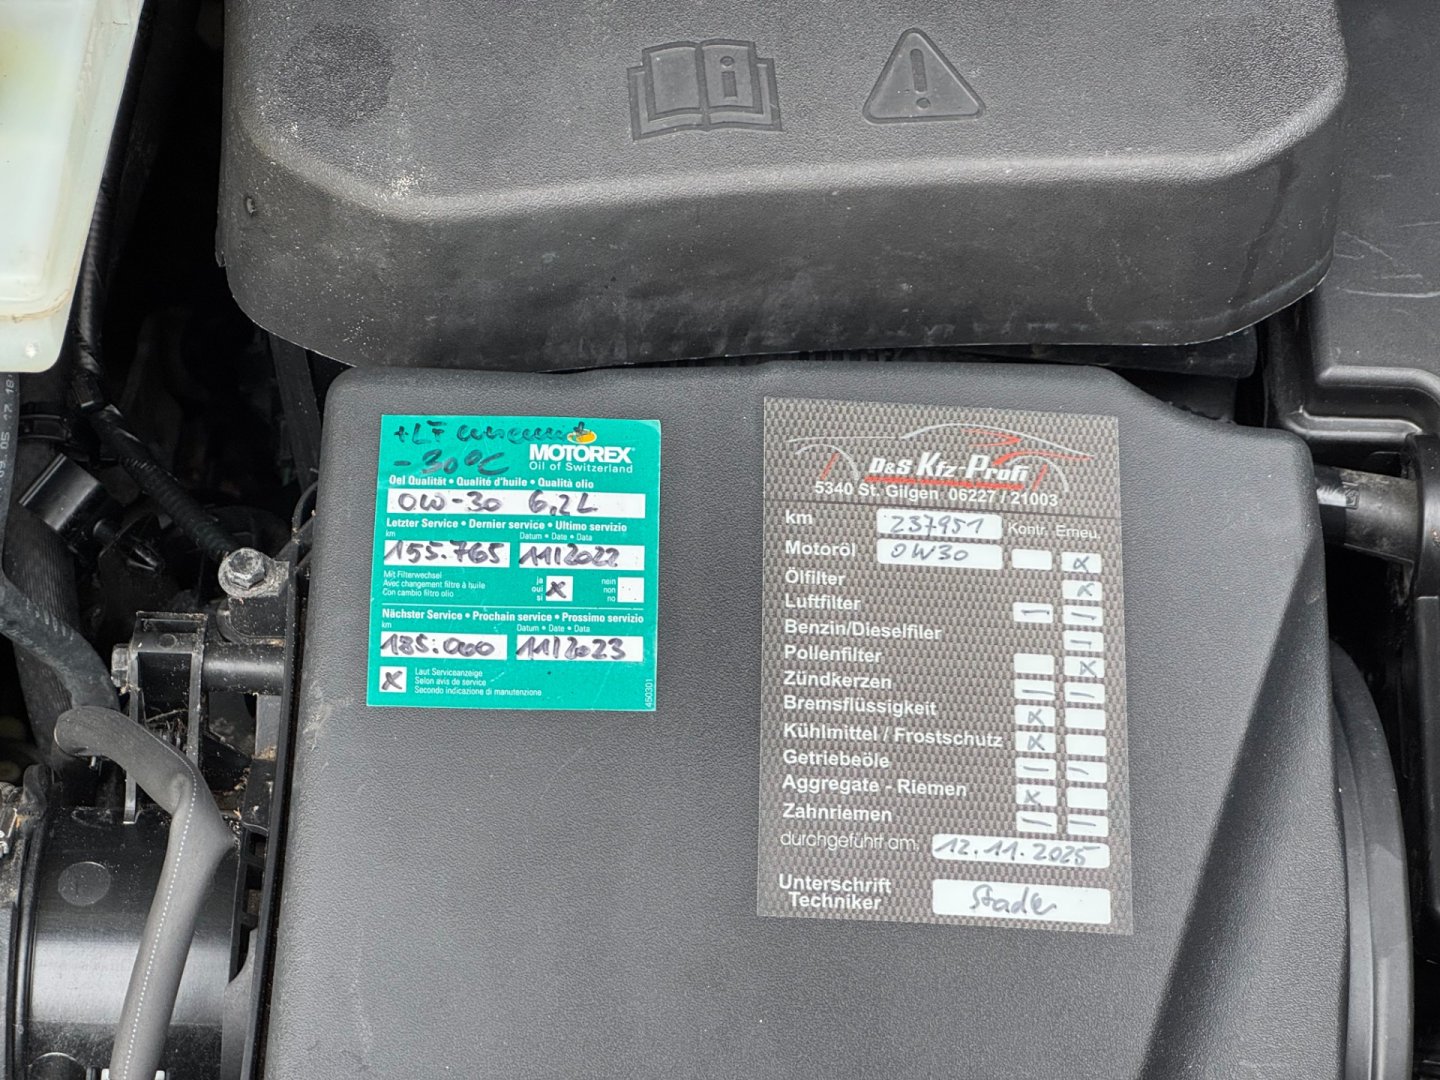 -30°C
MOTOREX
Oil of Switzerland
Oel Qualität • Qualité d'huile • Qualità olio
0W-30 6,2L
Letzter Service • Dernier service • Ultimo servizio
km Datum • Date • Data
155.765 11/2022
Mit Filterwechsel
Avec changement filtre à huile
Con cambio filtro olio
ja
oui
si
x
nein
non
no
Nächster Service • Prochain service • Prossimo servizio
km Datum • Date • Data
185.000 11/2023
x
Laut Serviceanzeige
Selon avis de service
Secondo indicazione di manutenzione
450301
D&S Kfz-Profi
5340 St. Gilgen 06227 / 21003
km 237951 Kontr. Erneu.
Motoröl 0W30 x
Ölfilter x
Luftfilter - -
Benzin/Dieselfiler -
Pollenfilter x
Zündkerzen - -
Bremsflüssigkeit x
Kühlmittel / Frostschutz x
Getriebeöle - -
Aggregate - Riemen x
Zahnriemen - -
durchgeführt am: 12.11.2025
Unterschrift
Techniker